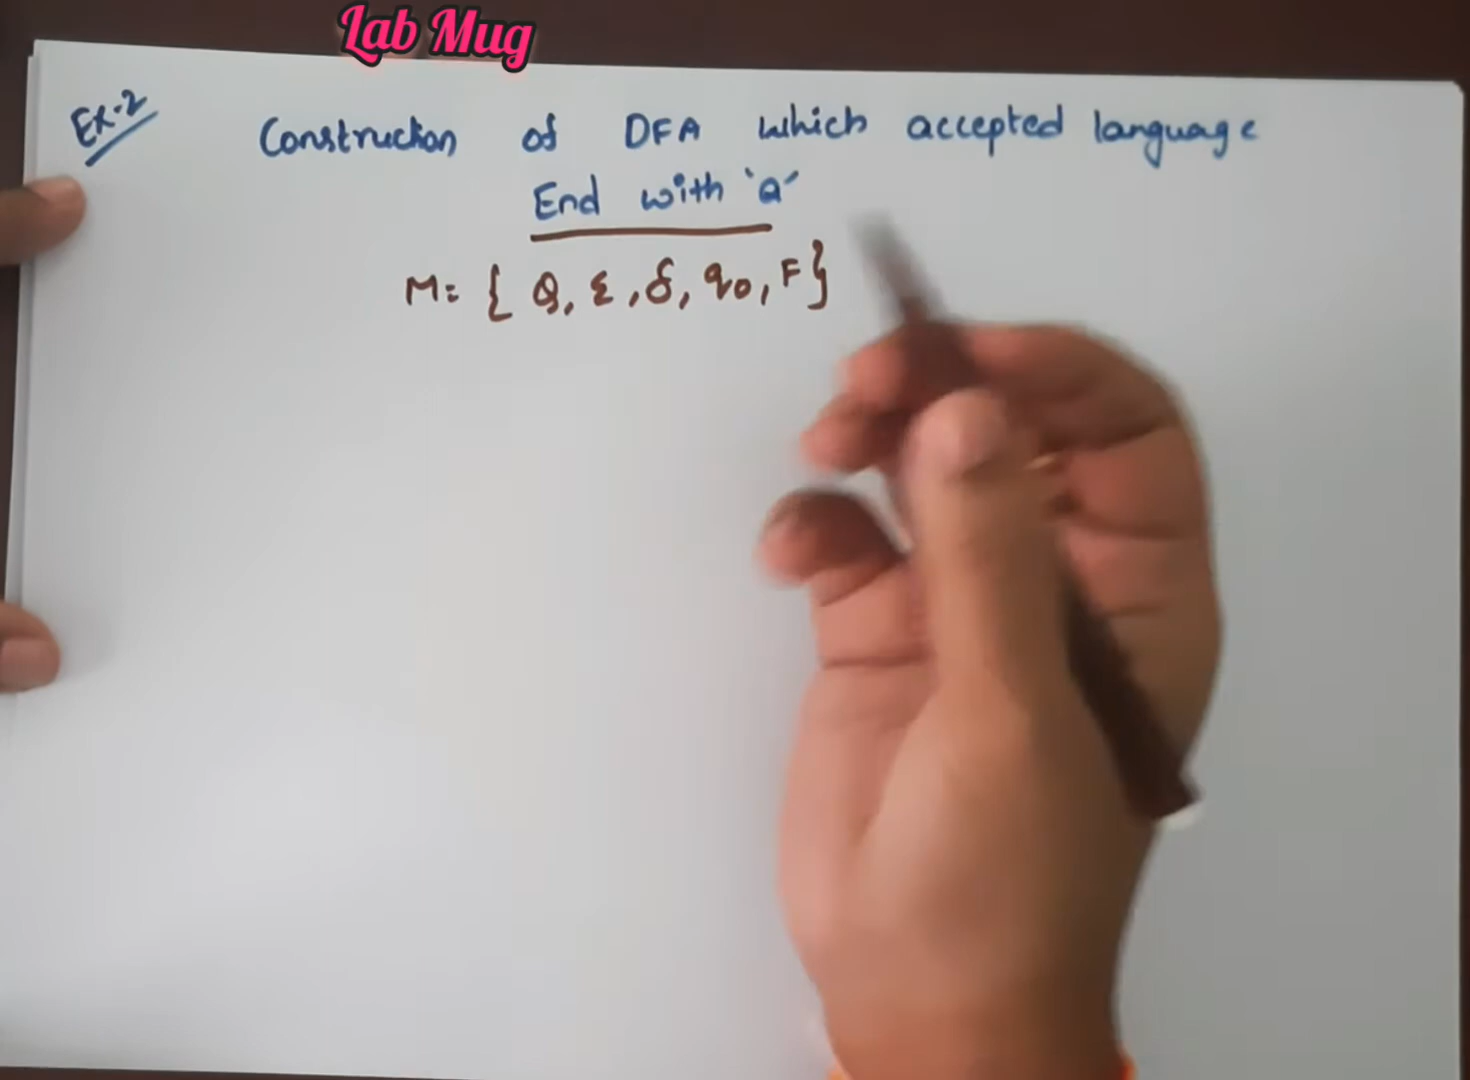 Lab Mug
Ex-2
Construction of DFA which accepted language
End with 'a'
M= { Q, Σ, δ, q0, F}